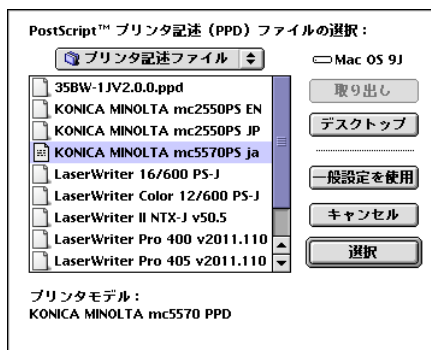 PostScript™ プリンタ記述（PPD）ファイルの選択：
プリンタ記述ファイル
Mac OS 9J
35BW-1JV2.0.0.ppd
KONICA MINOLTA mc2550PS EN
KONICA MINOLTA mc2550PS JP
KONICA MINOLTA mc5570PS ja
LaserWriter 16/600 PS-J
LaserWriter Color 12/600 PS-J
LaserWriter II NTX-J v50.5
LaserWriter Pro 400 v2011.110
LaserWriter Pro 405 v2011.110
取り出し
デスクトップ
一般設定を使用
キャンセル
選択
プリンタモデル：
KONICA MINOLTA mc5570 PPD